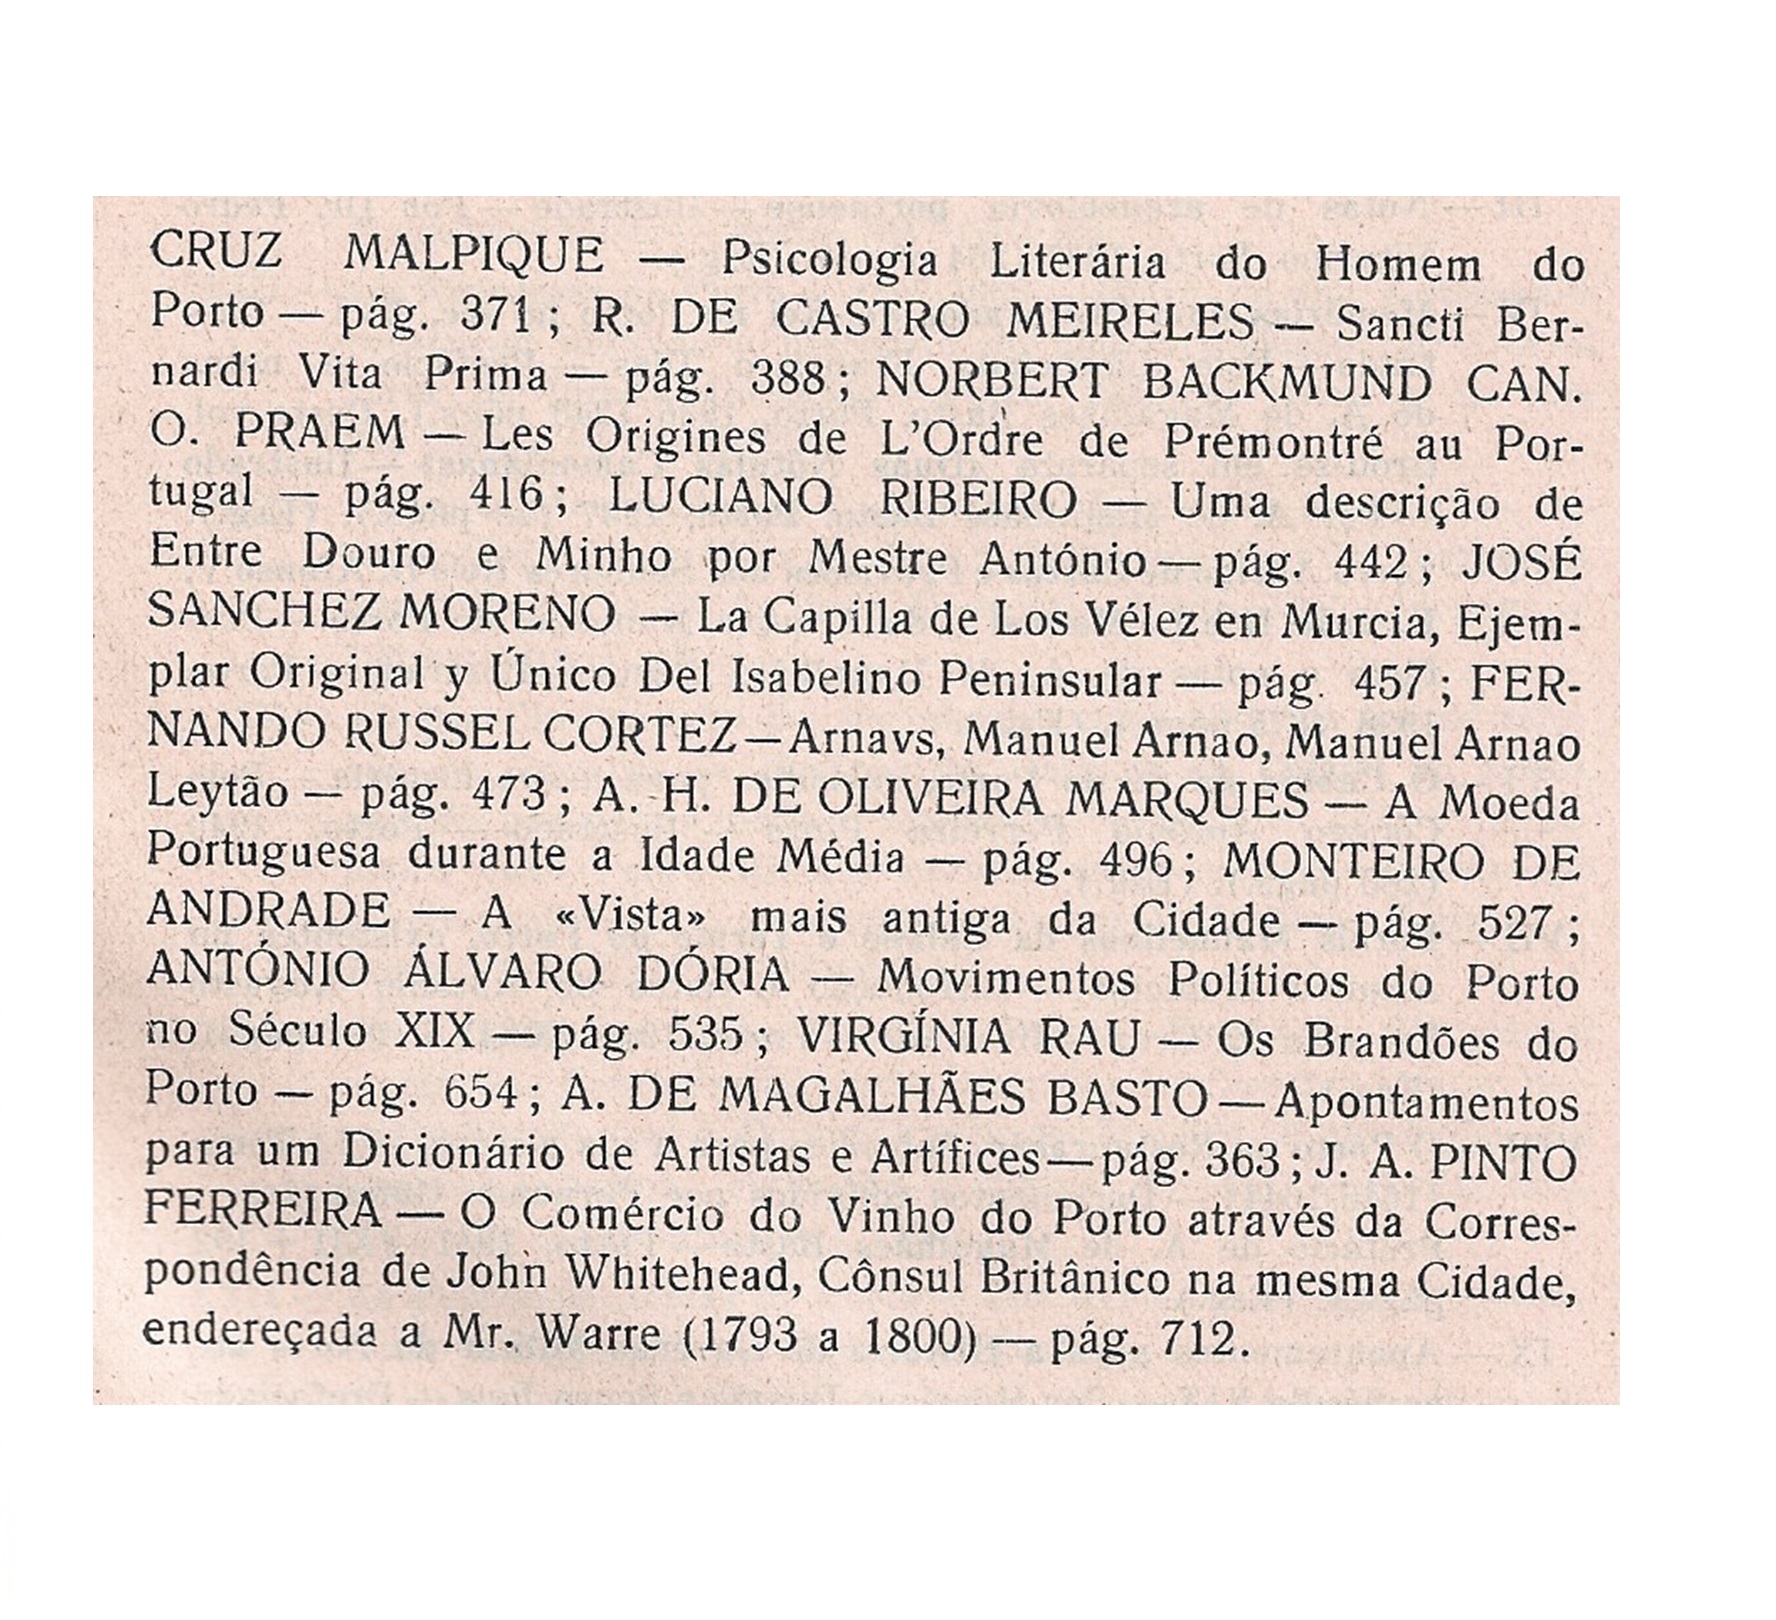 CRUZ MALPIQUE — Psicologia Literária do Homem do
Porto — pág. 371 ; R. DE CASTRO MEIRELES — Sancti Ber-
nardi Vita Prima — pág. 388 ; NORBERT BACKMUND CAN.
O. PRAEM — Les Origines de L'Ordre de Prémontré au Por-
tugal — pág. 416 ; LUCIANO RIBEIRO — Uma descrição de
Entre Douro e Minho por Mestre António — pág. 442 ; JOSÉ
SANCHEZ MORENO — La Capilla de Los Vélez en Murcia, Ejem-
plar Original y Único Del Isabelino Peninsular — pág. 457 ; FER-
NANDO RUSSEL CORTEZ — Arnavs, Manuel Arnao, Manuel Arnao
Leytão — pág. 473 ; A. H. DE OLIVEIRA MARQUES — A Moeda
Portuguesa durante a Idade Média — pág. 496 ; MONTEIRO DE
ANDRADE — A «Vista» mais antiga da Cidade — pág. 527 ;
ANTÓNIO ÁLVARO DÓRIA — Movimentos Políticos do Porto
no Século XIX — pág. 535 ; VIRGÍNIA RAU — Os Brandões do
Porto — pág. 654 ; A. DE MAGALHÃES BASTO — Apontamentos
para um Dicionário de Artistas e Artífices — pág. 363 ; J. A. PINTO
FERREIRA — O Comércio do Vinho do Porto através da Corres-
pondência de John Whitehead, Cônsul Britânico na mesma Cidade,
endereçada a Mr. Warre (1793 a 1800) — pág. 712.